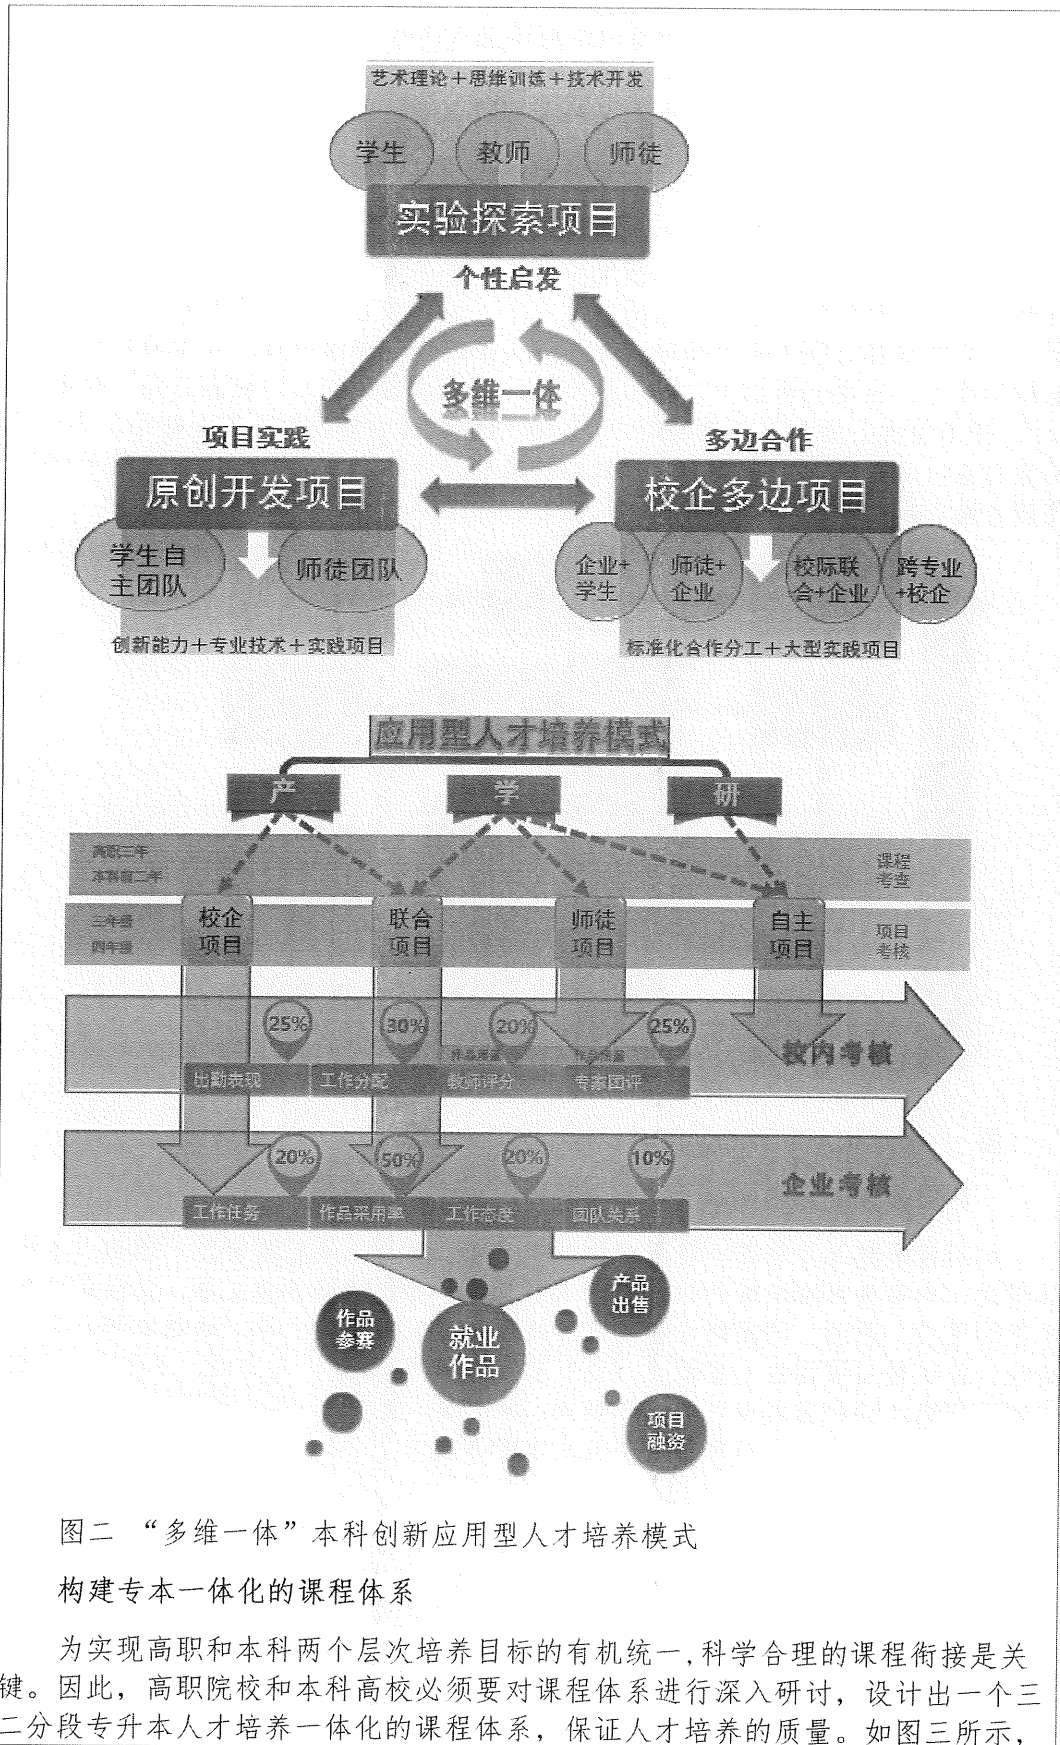 艺术理论＋思维训练＋技术开发
学生
教师
师徒
实验探索项目
个性启发
多维一体
项目实践
多边合作
原创开发项目
校企多边项目
学生自
主团队
师徒团队
企业+
学生
师徒+
企业
校际联
合+企业
跨专业
+校企
创新能力＋专业技术＋实践项目
标准化合作分工＋大型实践项目
应用型人才培养模式
产
学
研
高职三年
本科前二年
课程
考查
三年级
四年级
校企
项目
联合
项目
师徒
项目
自主
项目
项目
考核
25%
30%
20%
25%
作品质量
作品质量
出勤表现
工作分配
教师评分
专家团评
校内考核
20%
50%
20%
10%
工作任务
作品采用率
工作态度
团队关系
企业考核
作品
参赛
就业
作品
产品
出售
项目
融资
图二 “多维一体”本科创新应用型人才培养模式
构建专本一体化的课程体系
为实现高职和本科两个层次培养目标的有机统一,科学合理的课程衔接是关
键。因此，高职院校和本科高校必须要对课程体系进行深入研讨，设计出一个三
二分段专升本人才培养一体化的课程体系，保证人才培养的质量。如图三所示，